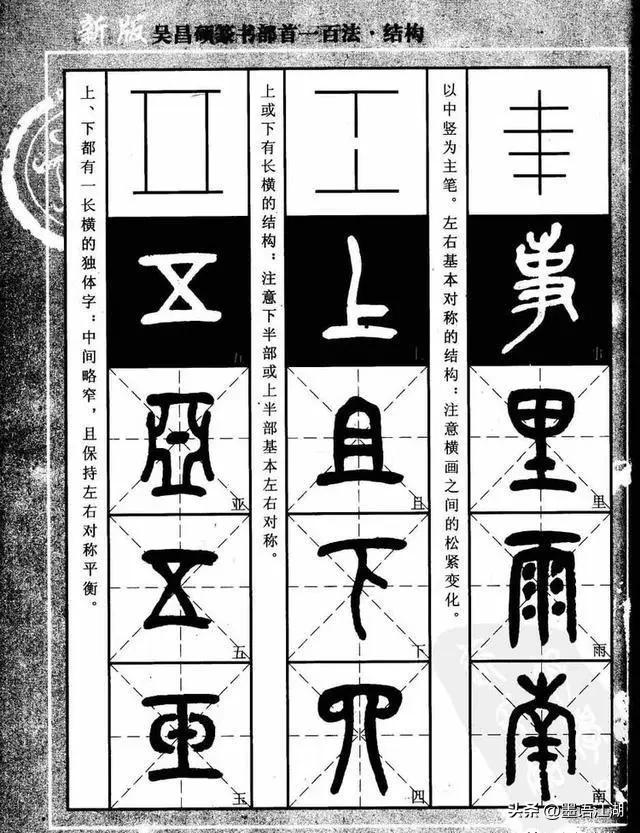 新版 吴昌硕篆书部首一百法·结构
事
里
雨
南
以中竖为主笔。左右基本对称的结构：注意横画之间的松紧变化。
上
且
下
四
上或下有长横的结构：注意下半部或上半部基本左右对称。
五
亚
五
上、下都有一长横的独体字：中间略窄，且保持左右对称平衡。
头条@墨语江湖